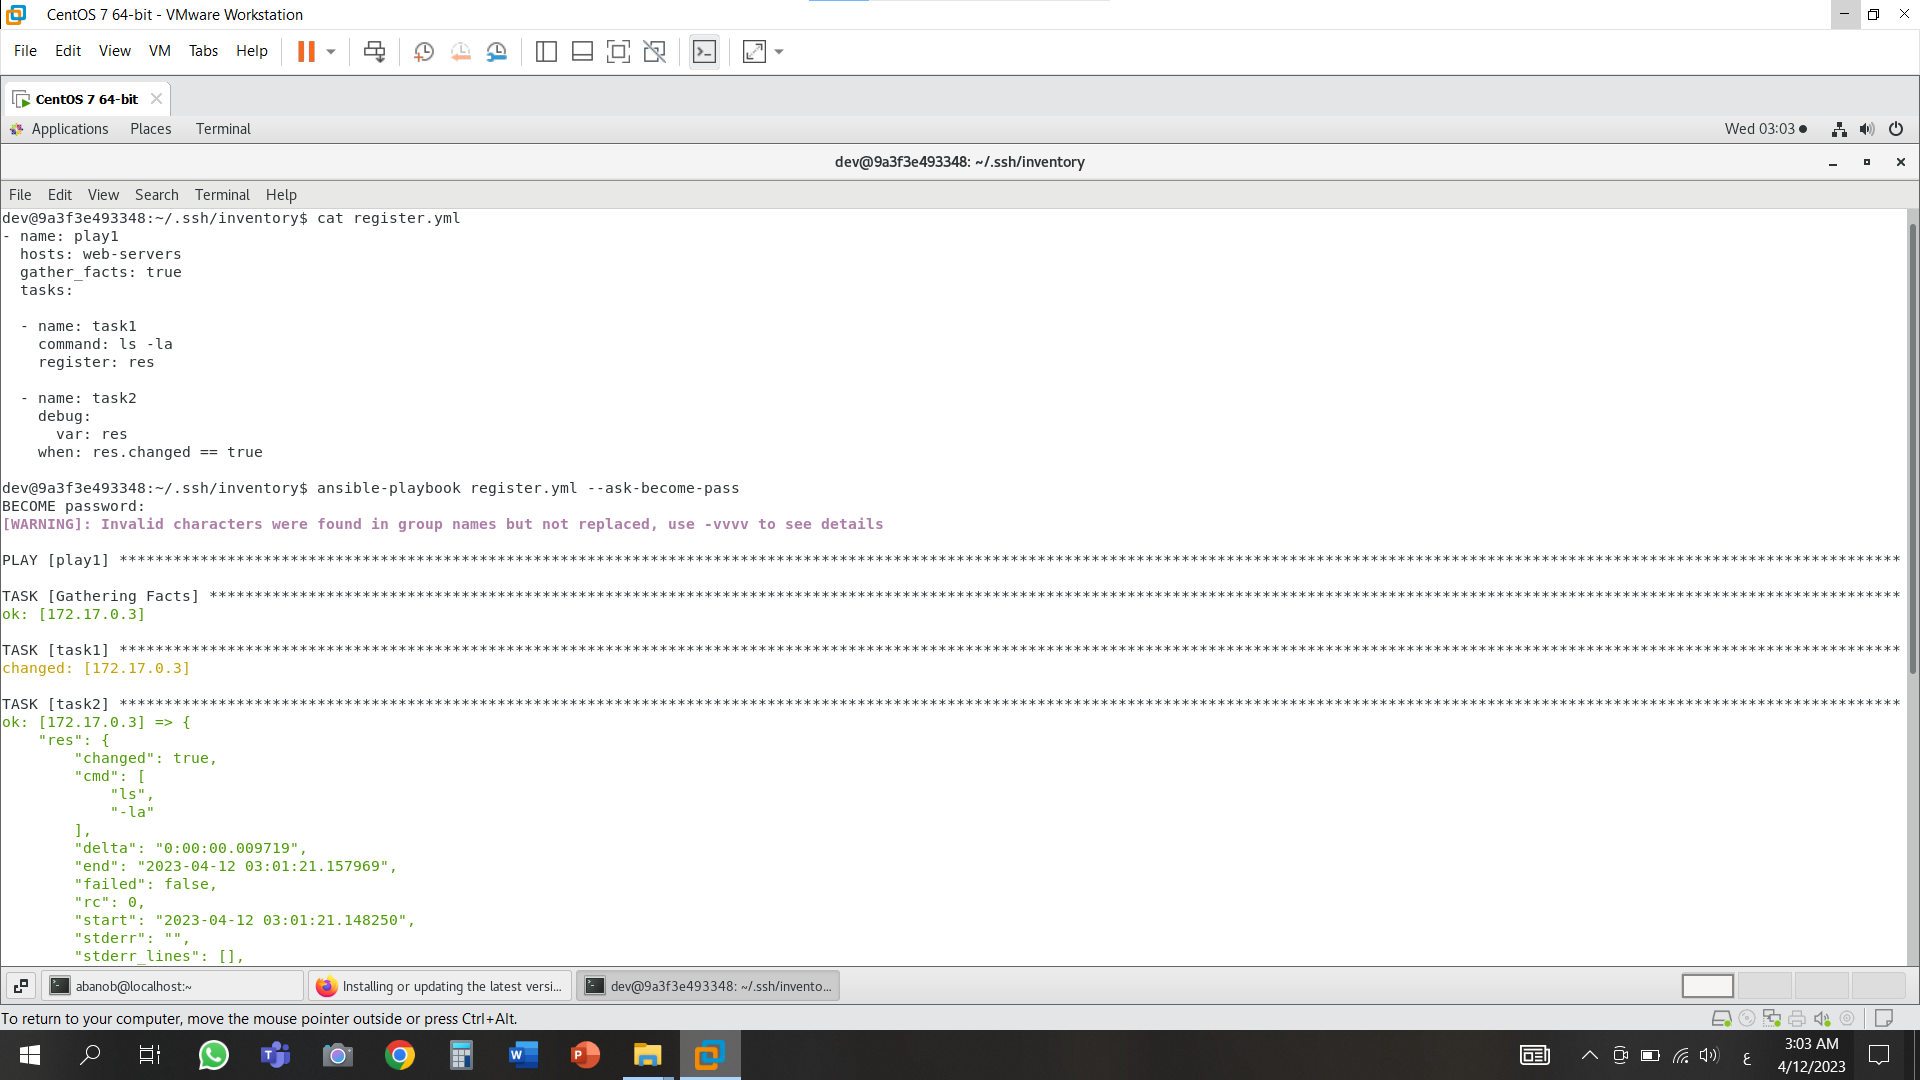 CentOS 7 64-bit - VMware Workstation
File Edit View VM Tabs Help
CentOS 7 64-bit
Applications Places Terminal Wed 03:03
dev@9a3f3e493348: ~/.ssh/inventory
File Edit View Search Terminal Help
dev@9a3f3e493348:~/.ssh/inventory$ cat register.yml
- name: play1
  hosts: web-servers
  gather_facts: true
  tasks:
  - name: task1
    command: ls -la
    register: res
  - name: task2
    debug:
      var: res
    when: res.changed == true
dev@9a3f3e493348:~/.ssh/inventory$ ansible-playbook register.yml --ask-become-pass
BECOME password:
[WARNING]: Invalid characters were found in group names but not replaced, use -vvvv to see details
PLAY [play1] ******************************************************************************************************************************************************************************************************
TASK [Gathering Facts] ********************************************************************************************************************************************************************************************
ok: [172.17.0.3]
TASK [task1] ******************************************************************************************************************************************************************************************************
changed: [172.17.0.3]
TASK [task2] ******************************************************************************************************************************************************************************************************
ok: [172.17.0.3] => {
    "res": {
        "changed": true,
        "cmd": [
            "ls",
            "-la"
        ],
        "delta": "0:00:00.009719",
        "end": "2023-04-12 03:01:21.157969",
        "failed": false,
        "rc": 0,
        "start": "2023-04-12 03:01:21.148250",
        "stderr": "",
        "stderr_lines": [],
abanob@localhost:~ Installing or updating the latest versi... dev@9a3f3e493348: ~/.ssh/invento...
To return to your computer, move the mouse pointer outside or press Ctrl+Alt.
ع
3:03 AM
4/12/2023